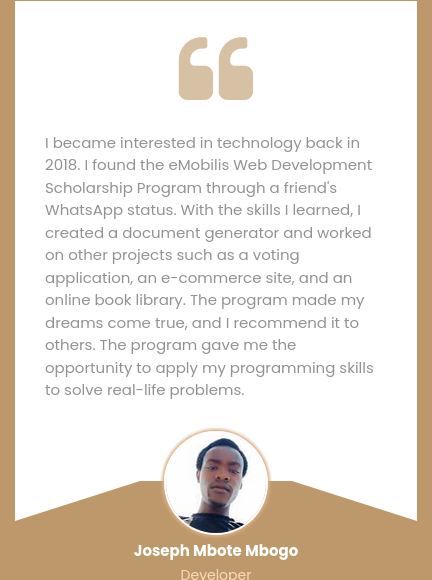 I became interested in technology back in
2018. I found the eMobilis Web Development
Scholarship Program through a friend's
WhatsApp status. With the skills I learned, I
created a document generator and worked
on other projects such as a voting
application, an e-commerce site, and an
online book library. The program made my
dreams come true, and I recommend it to
others. The program gave me the
opportunity to apply my programming skills
to solve real-life problems.
Joseph Mbote Mbogo
Developer